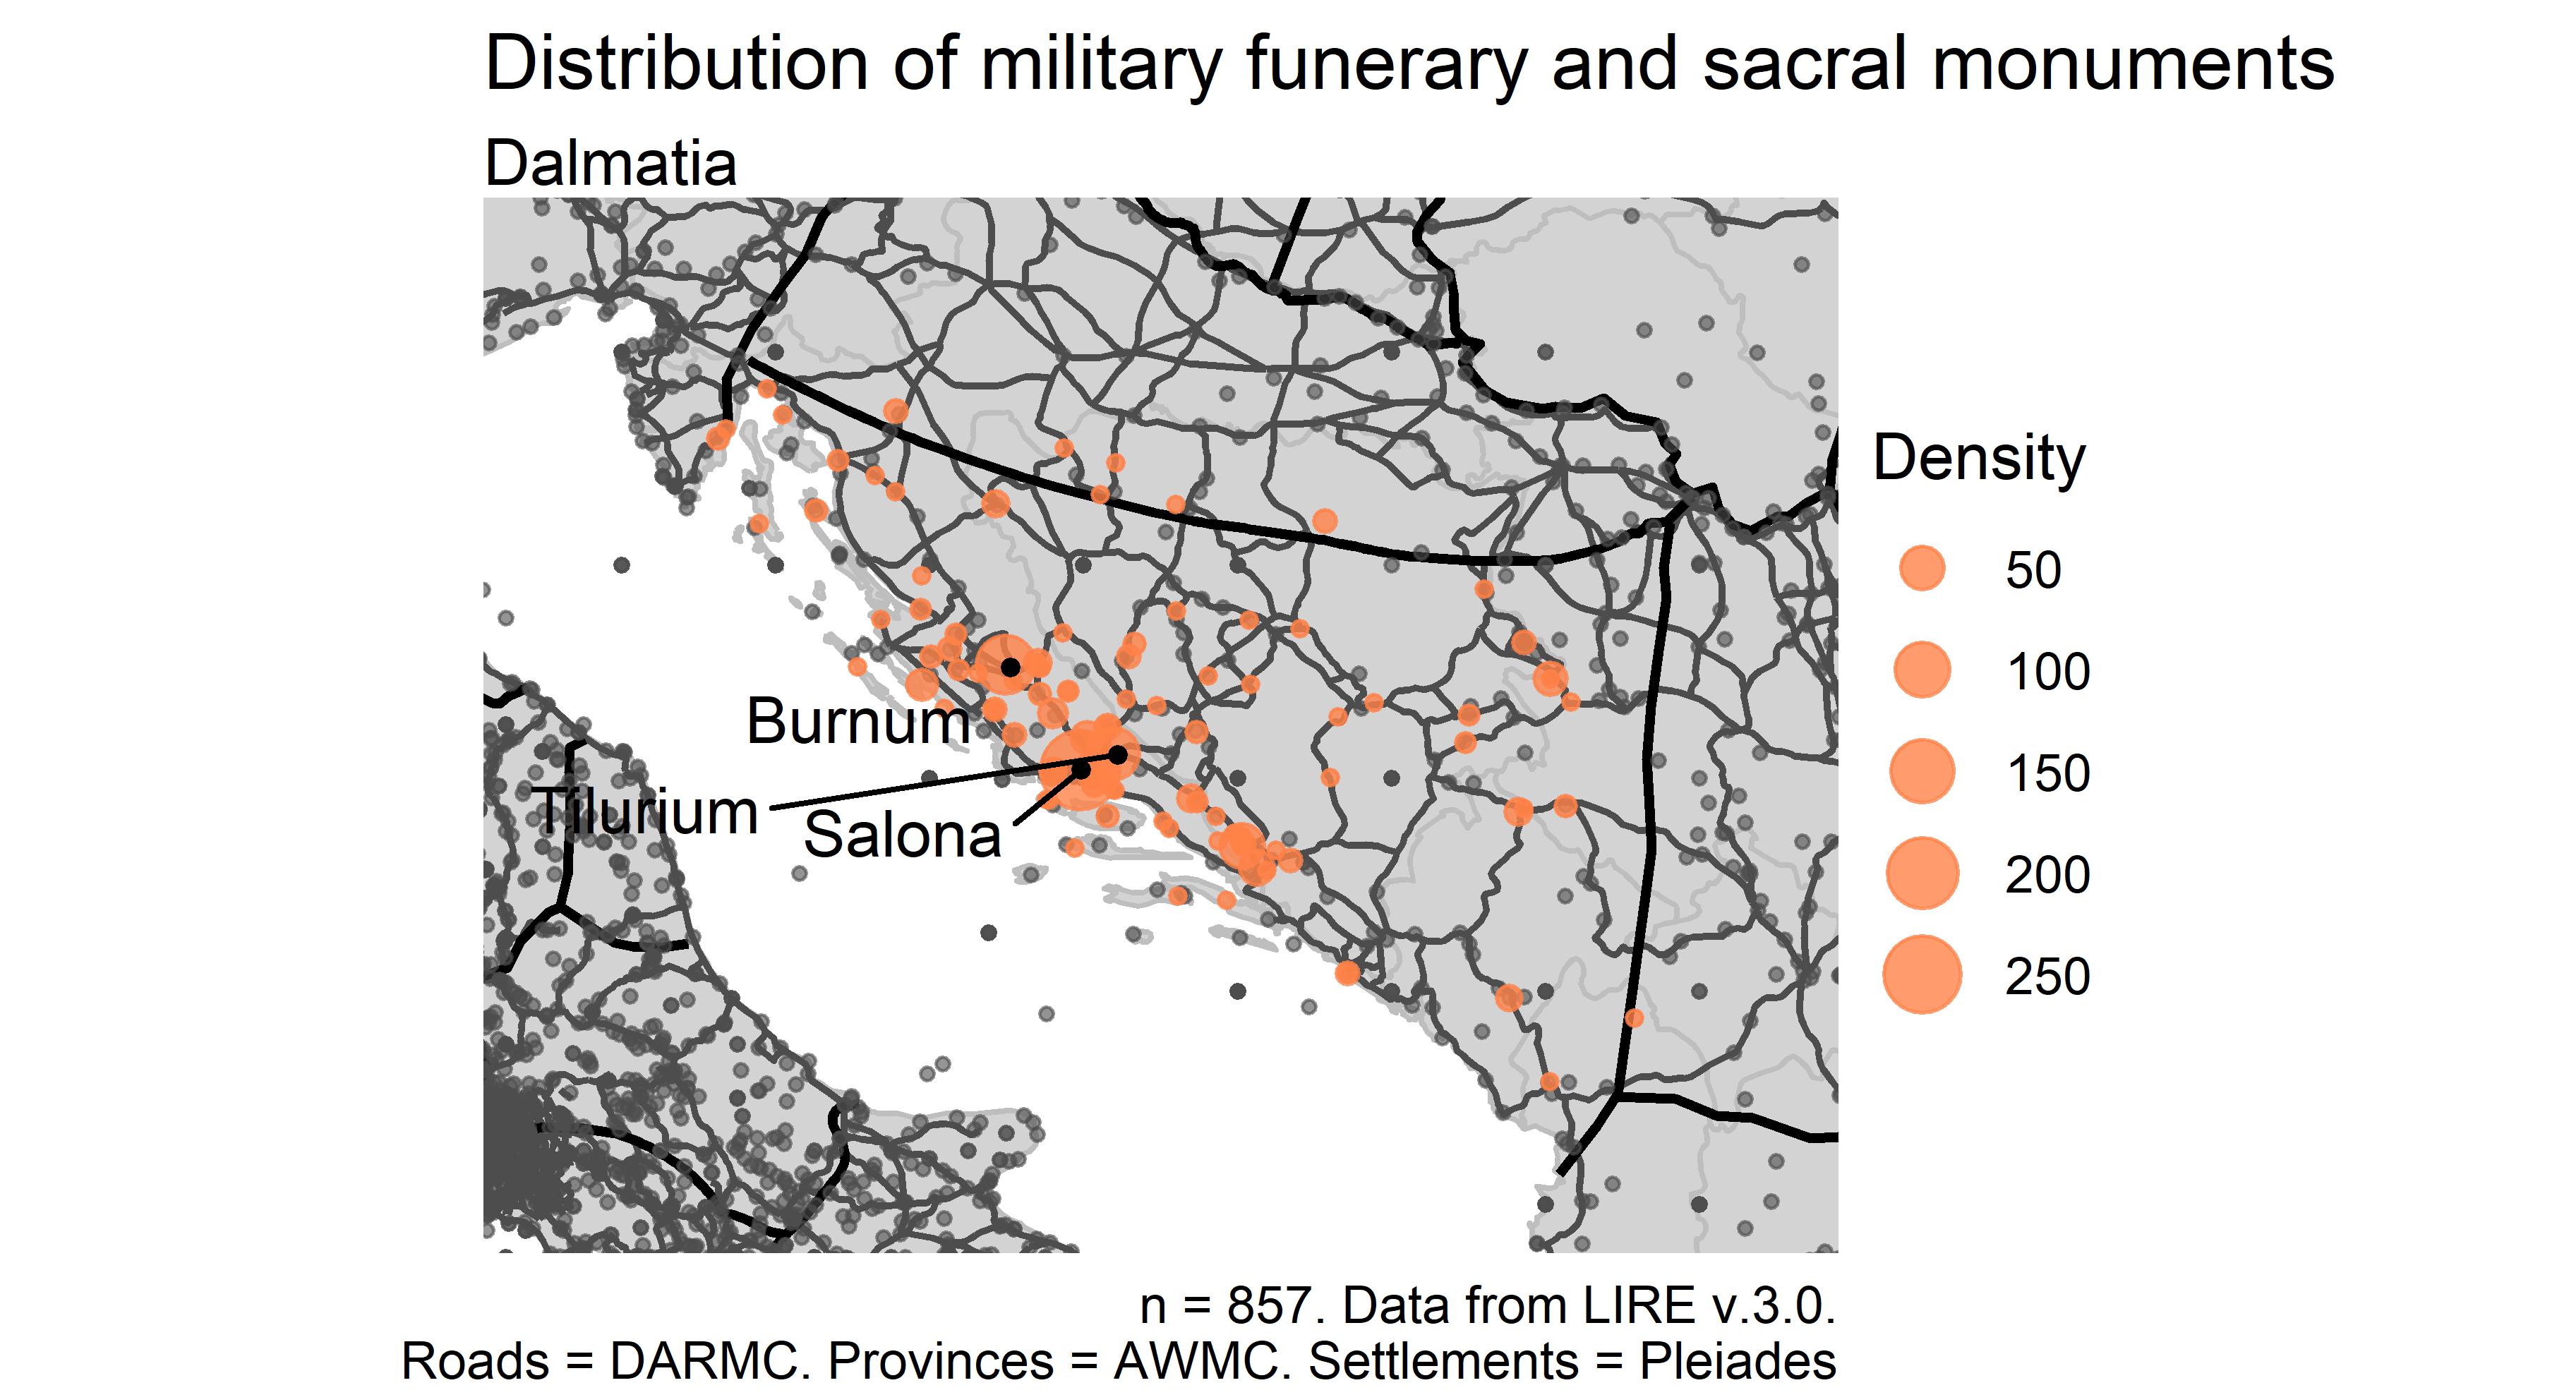 Distribution of military funerary and sacral monuments
Dalmatia
Burnum
Tilurium
Salona
Density
50
100
150
200
250
n = 857. Data from LIRE v.3.0.
Roads = DARMC. Provinces = AWMC. Settlements = Pleiades